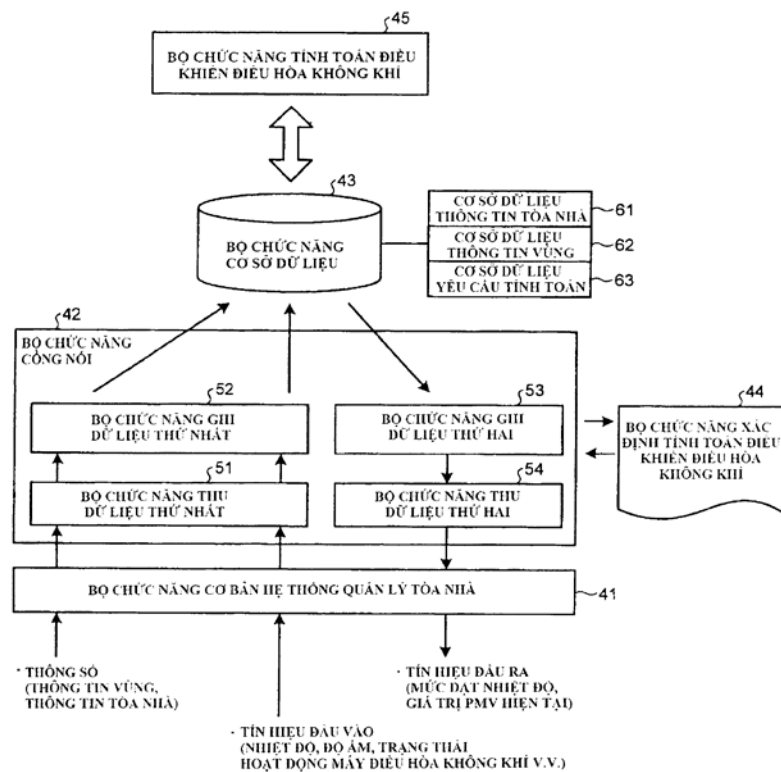 45
BỘ CHỨC NĂNG TÍNH TOÁN ĐIỀU
KHIỂN ĐIỀU HÒA KHÔNG KHÍ
43
BỘ CHỨC NĂNG
CƠ SỞ DỮ LIỆU
CƠ SỞ DỮ LIỆU
THÔNG TIN TÒA NHÀ
61
CƠ SỞ DỮ LIỆU
THÔNG TIN VÙNG
62
CƠ SỞ DỮ LIỆU
YÊU CẦU TÍNH TOÁN
63
42
BỘ CHỨC NĂNG
CỔNG NỐI
52
BỘ CHỨC NĂNG GHI
DỮ LIỆU THỨ NHẤT
53
BỘ CHỨC NĂNG GHI
DỮ LIỆU THỨ HAI
51
BỘ CHỨC NĂNG THU
DỮ LIỆU THỨ NHẤT
54
BỘ CHỨC NĂNG THU
DỮ LIỆU THỨ HAI
44
BỘ CHỨC NĂNG XÁC
ĐỊNH TÍNH TOÁN ĐIỀU
KHIỂN ĐIỀU HÒA
KHÔNG KHÍ
BỘ CHỨC NĂNG CƠ BẢN HỆ THỐNG QUẢN LÝ TÒA NHÀ
41
· THÔNG SỐ
(THÔNG TIN VÙNG,
THÔNG TIN TÒA NHÀ)
· TÍN HIỆU ĐẦU VÀO
(NHIỆT ĐỘ, ĐỘ ẨM, TRẠNG THÁI
HOẠT ĐỘNG MÁY ĐIỀU HÒA KHÔNG KHÍ V.V.)
· TÍN HIỆU ĐẦU RA
(MỨC ĐẶT NHIỆT ĐỘ,
GIÁ TRỊ PMV HIỆN TẠI)